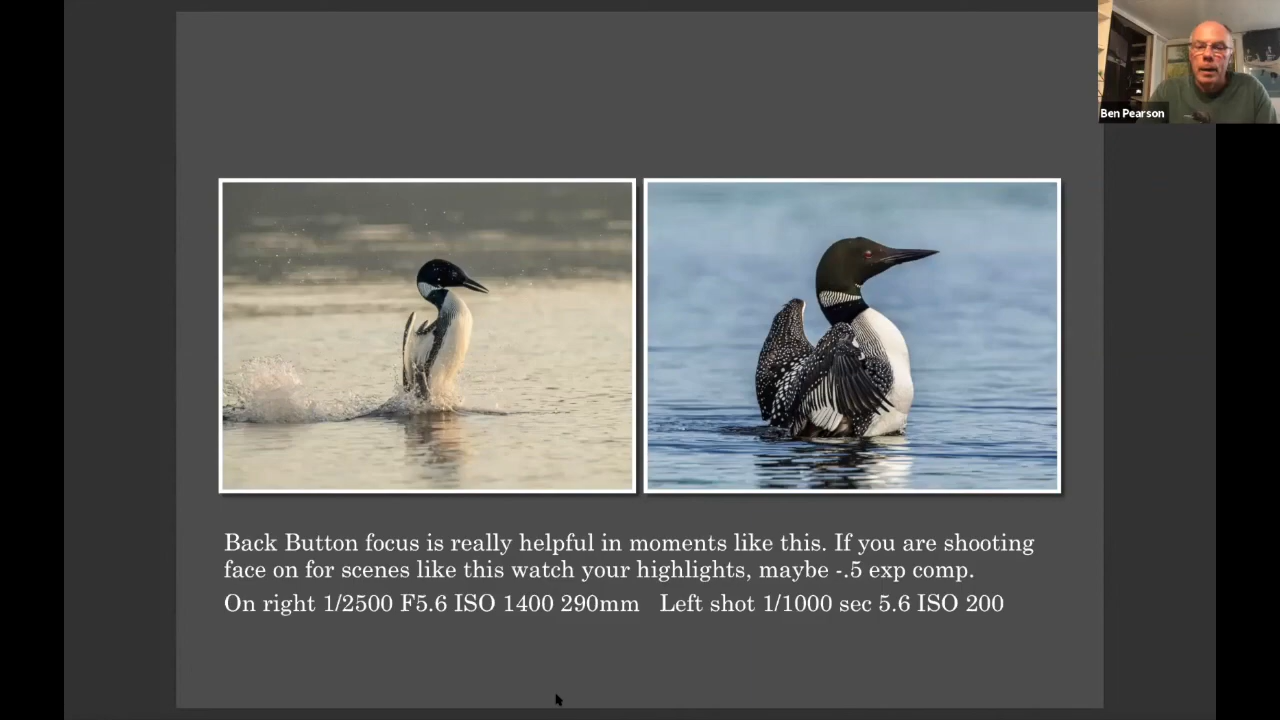 Ben Pearson
Back Button focus is really helpful in moments like this. If you are shooting
face on for scenes like this watch your highlights, maybe -.5 exp comp.
On right 1/2500 F5.6 ISO 1400 290mm   Left shot 1/1000 sec 5.6 ISO 200